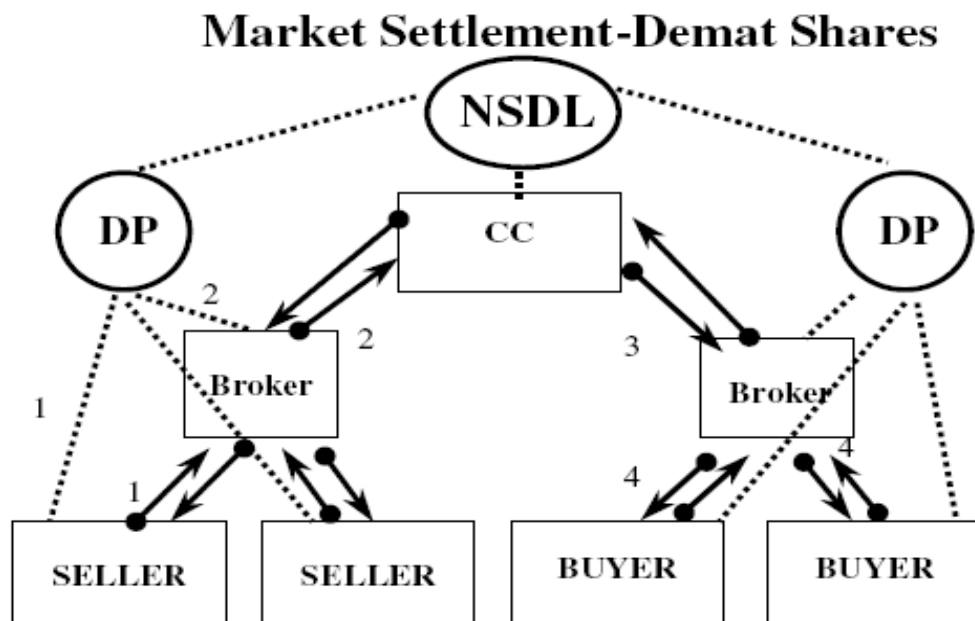 Market Settlement-Demat Shares
NSDL
DP
CC
DP
2
2
3
Broker
Broker
1
1
4
4
SELLER
SELLER
BUYER
BUYER